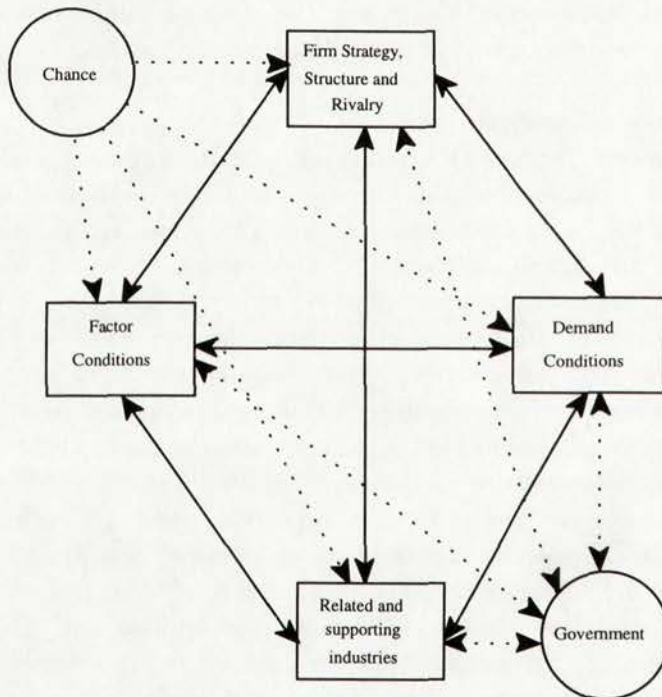 Chance
Firm Strategy,
Structure and
Rivalry
Factor
Conditions
Demand
Conditions
Related and
supporting
industries
Government